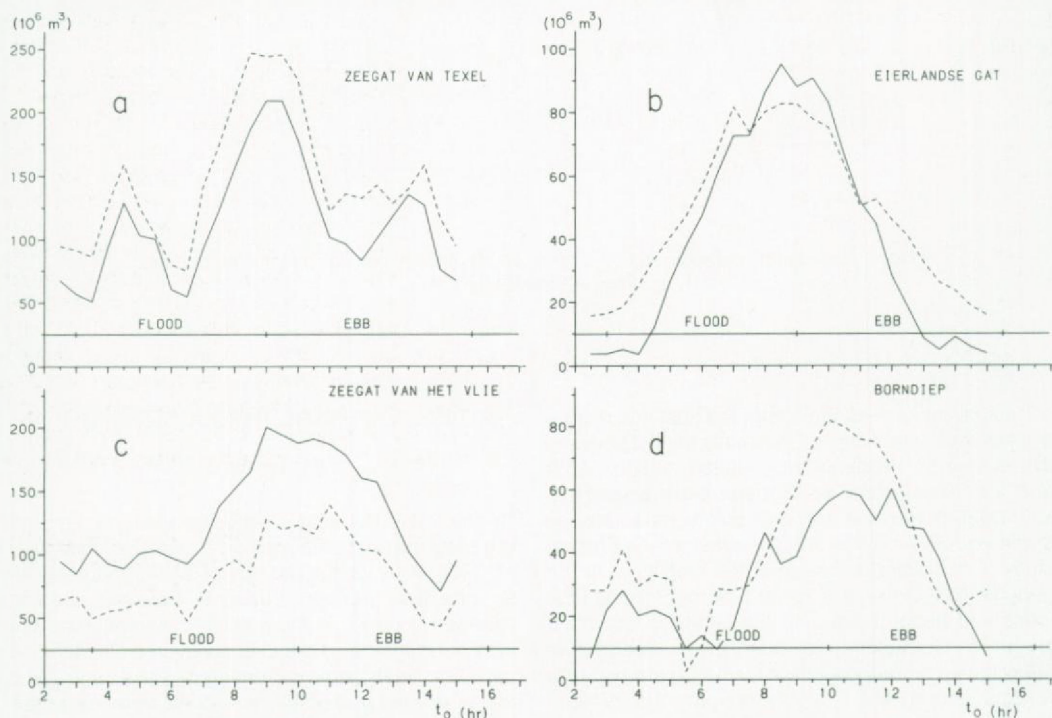 (10⁶ m³)
250
200
150
100
50
0
ZEEGAT VAN TEXEL
a
FLOOD
EBB
(10⁶ m³)
100
80
60
40
20
0
EIERLANDSE GAT
b
FLOOD
EBB
200
150
100
50
0
ZEEGAT VAN HET VLIE
c
FLOOD
EBB
2 4 6 8 10 12 14 16
t₀ (hr)
80
60
40
20
0
BORNDIEP
d
FLOOD
EBB
2 4 6 8 10 12 14 16
t₀ (hr)